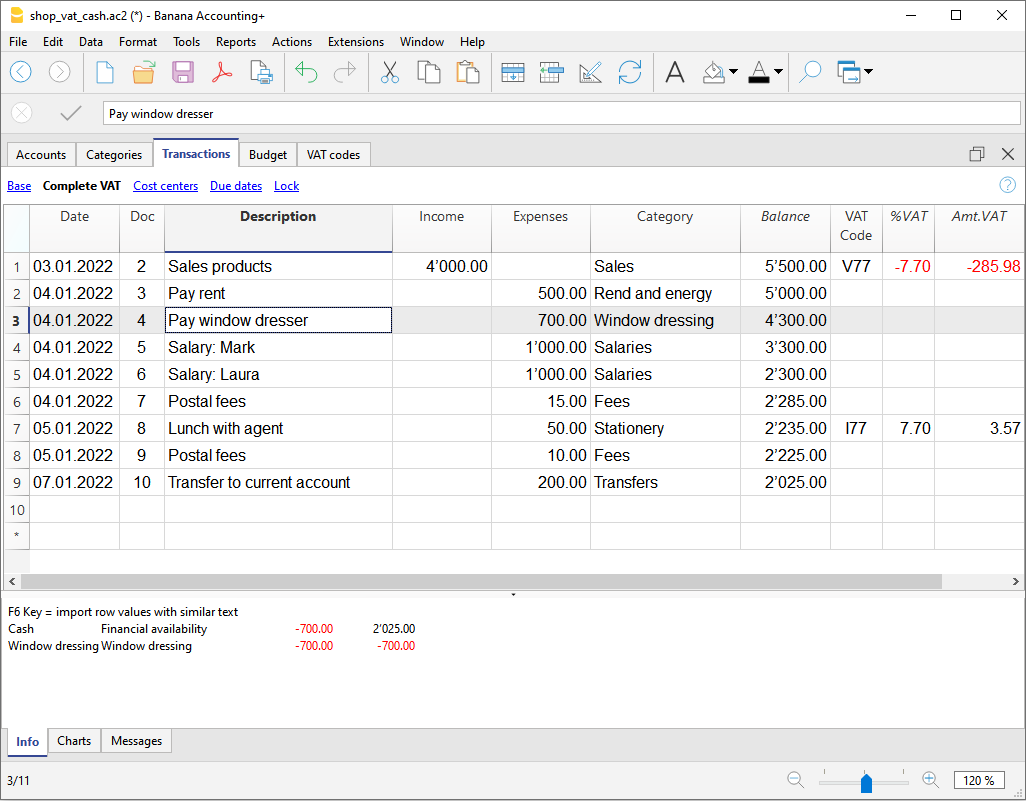 shop_vat_cash.ac2 (*) - Banana Accounting+
File Edit Data Format Tools Reports Actions Extensions Window Help
Pay window dresser
Accounts Categories Transactions Budget VAT codes
Base Complete VAT Cost centers Due dates Lock
Date Doc Description Income Expenses Category Balance VAT Code %VAT Amt.VAT
1 03.01.2022 2 Sales products 4’000.00 Sales 5’500.00 V77 -7.70 -285.98
2 04.01.2022 3 Pay rent 500.00 Rend and energy 5’000.00
3 04.01.2022 4 Pay window dresser 700.00 Window dressing 4’300.00
4 04.01.2022 5 Salary: Mark 1’000.00 Salaries 3’300.00
5 04.01.2022 6 Salary: Laura 1’000.00 Salaries 2’300.00
6 04.01.2022 7 Postal fees 15.00 Fees 2’285.00
7 05.01.2022 8 Lunch with agent 50.00 Stationery 2’235.00 I77 7.70 3.57
8 05.01.2022 9 Postal fees 10.00 Fees 2’225.00
9 07.01.2022 10 Transfer to current account 200.00 Transfers 2’025.00
10
*
F6 Key = import row values with similar text
Cash Financial availability -700.00 2’025.00
Window dressing Window dressing -700.00 -700.00
Info Charts Messages
3/11 120 %